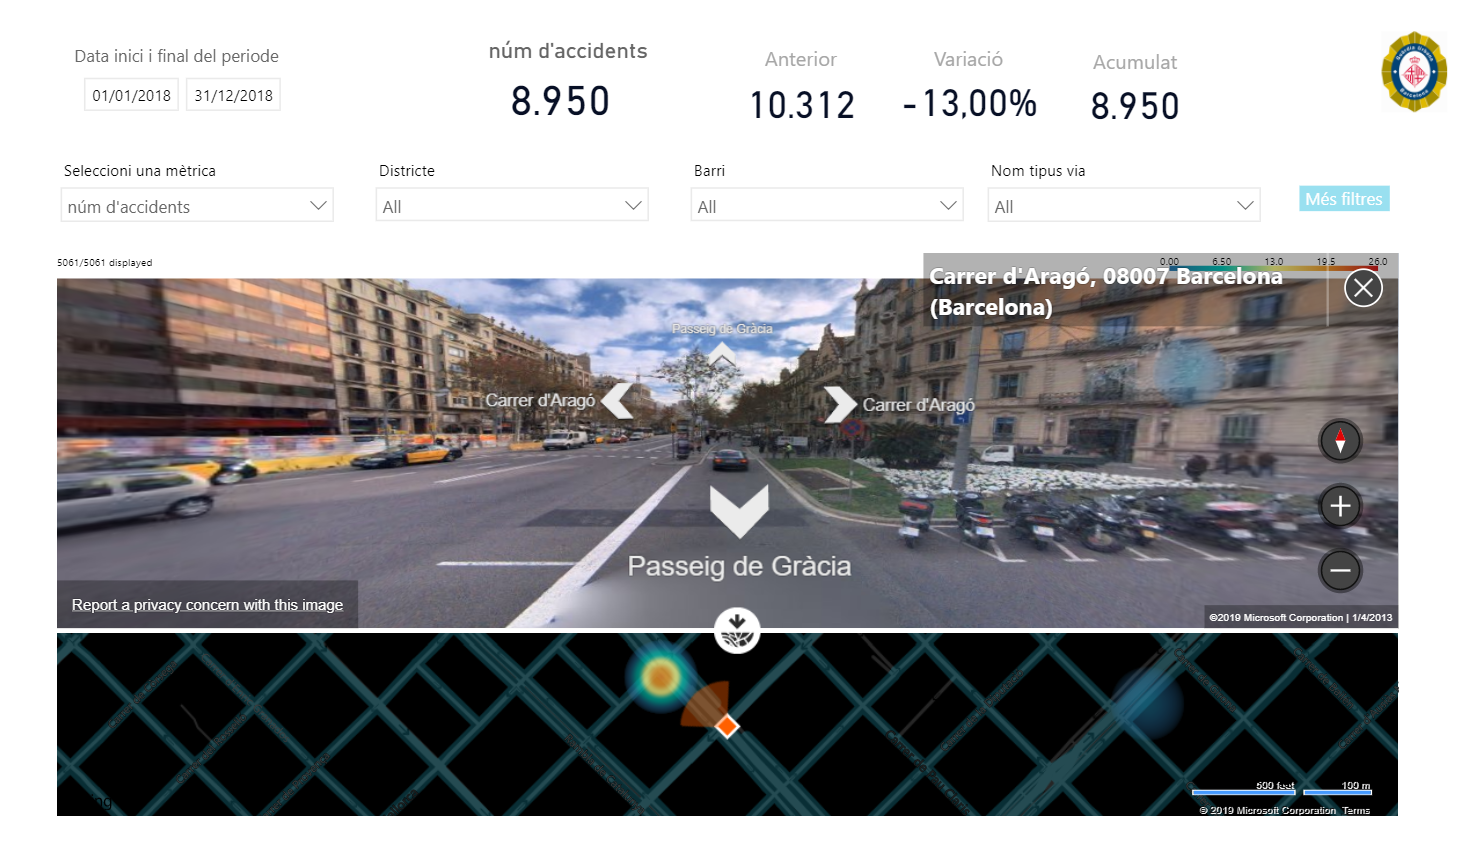 Data inici i final del periode
01/01/2018 31/12/2018
núm d'accidents
8.950
Anterior
10.312
Variació
-13,00%
Acumulat
8.950
Guàrdia Urbana
Barcelona
Seleccioni una mètrica
núm d'accidents
Districte
All
Barri
All
Nom tipus via
All
Més filtres
5061/5061 displayed
0.00 6.50 13.0 19.5 26.0
Carrer d'Aragó, 08007 Barcelona
(Barcelona)
Passeig de Gràcia
Carrer d'Aragó
Carrer d'Aragó
Passeig de Gràcia
Report a privacy concern with this image
©2019 Microsoft Corporation | 1/4/2013
500 feet 100 m
© 2019 Microsoft Corporation Terms